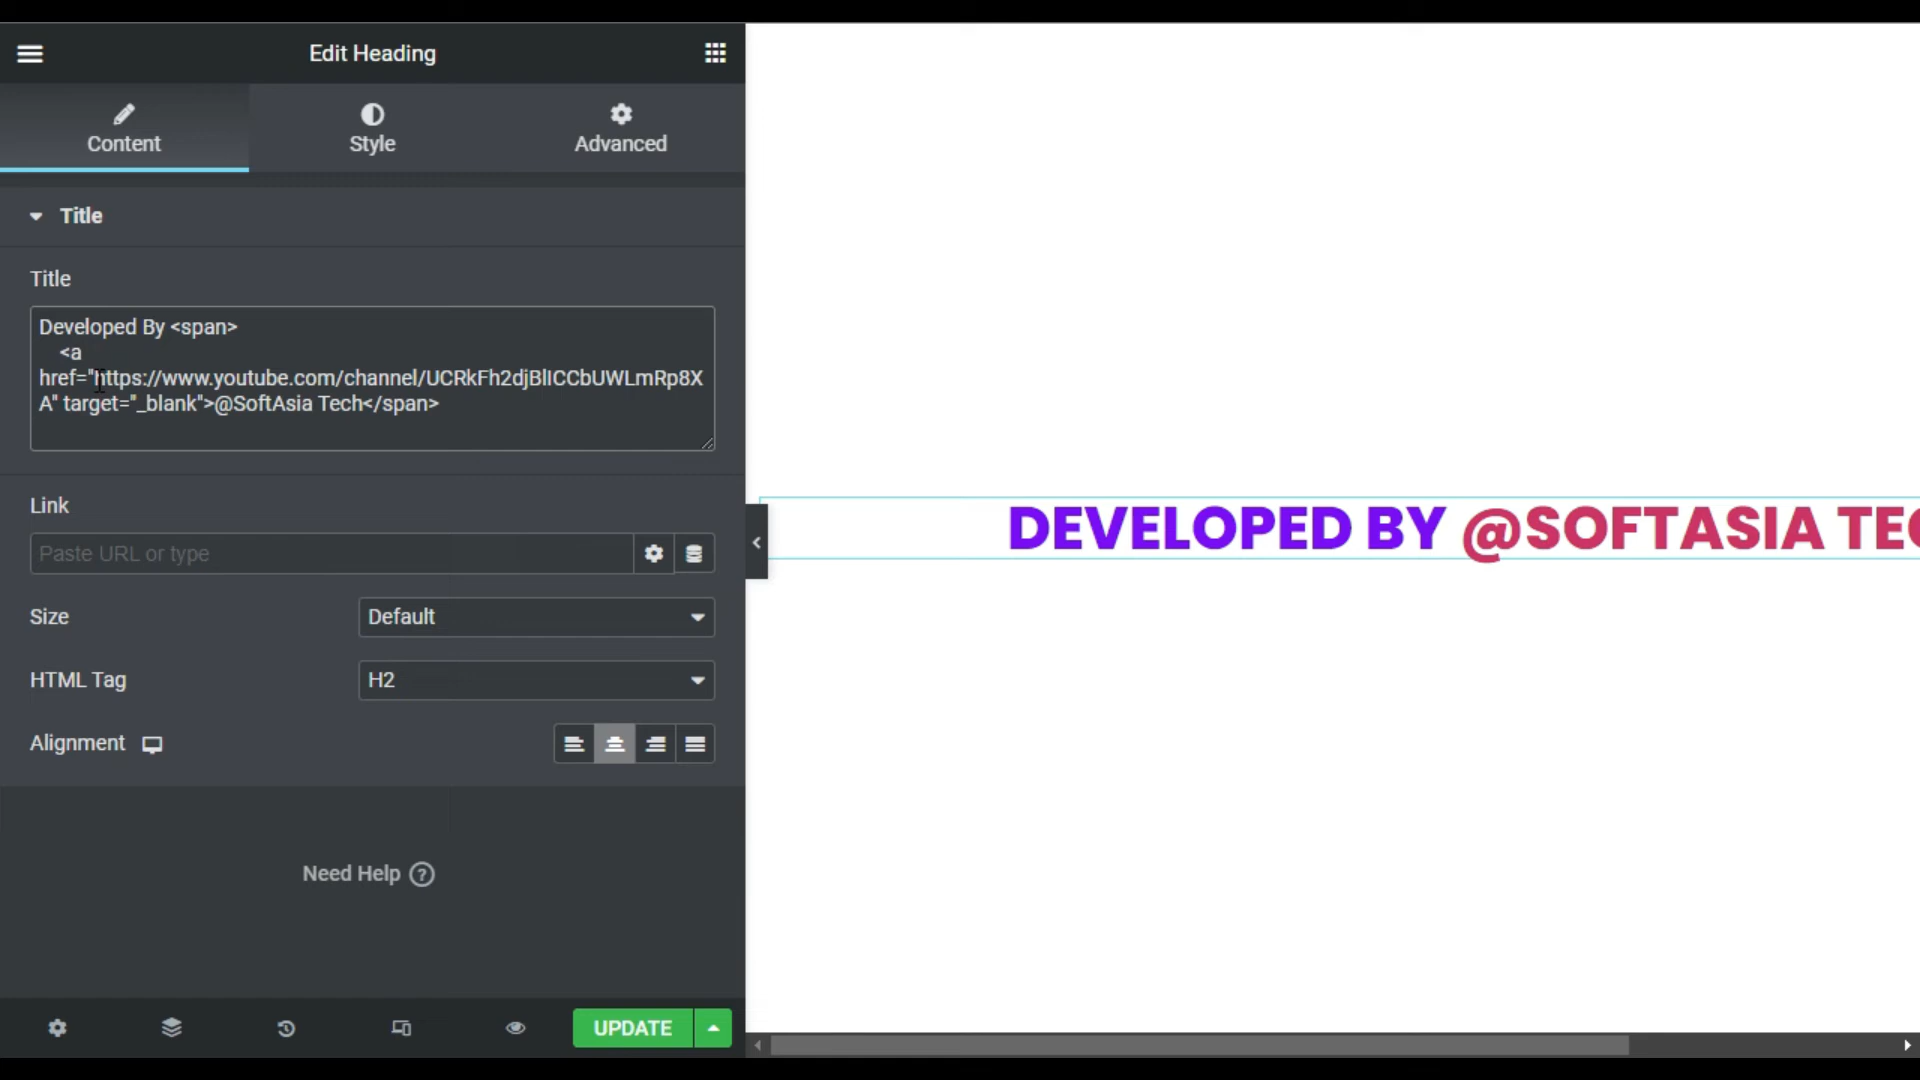 Edit Heading
Content
Style
Advanced
Title
Title
Developed By <span>
<a
href="https://www.youtube.com/channel/UCRkFh2djBlICCbUWLmRp8X
A" target="_blank">@SoftAsia Tech</span>
Link
Paste URL or type
Size
Default
HTML Tag
H2
Alignment
Need Help ?
UPDATE
DEVELOPED BY @SOFTASIA TEC